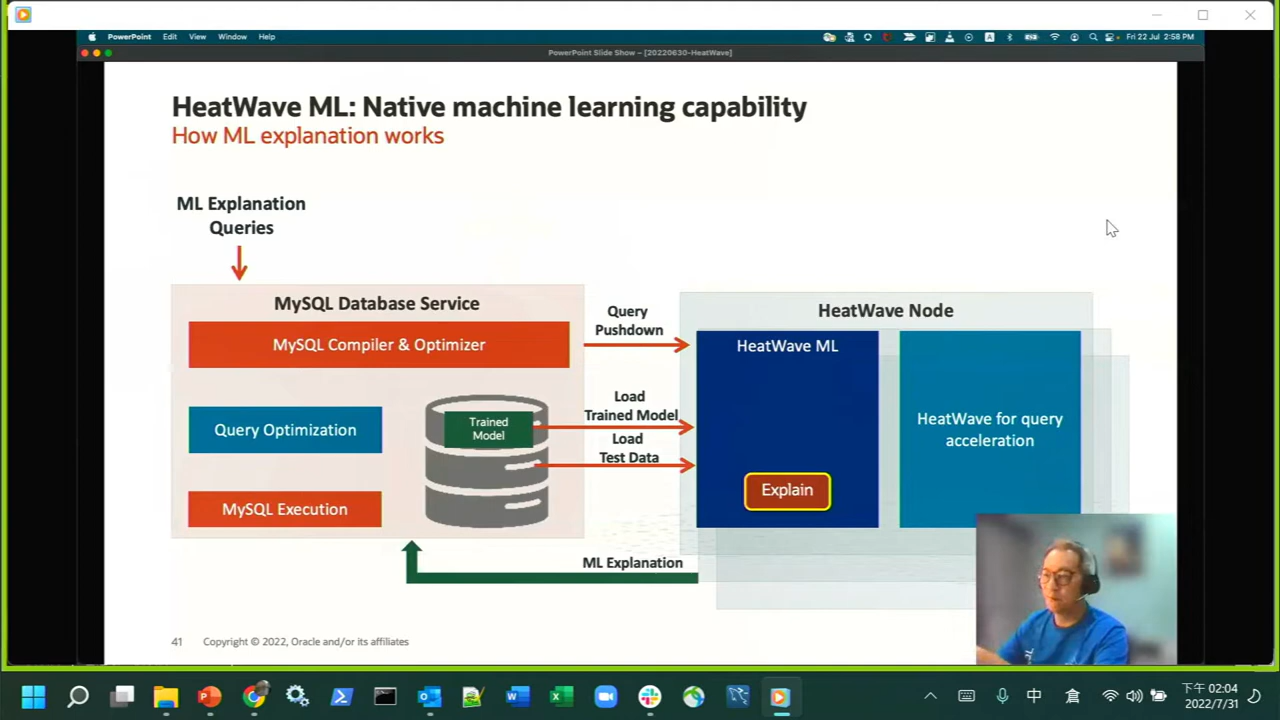 PowerPoint Edit View Window Help
Fri 22 Jul 2:58 PM
PowerPoint Slide Show – [20220630-HeatWave]
HeatWave ML: Native machine learning capability
How ML explanation works
ML Explanation
Queries
MySQL Database Service
MySQL Compiler & Optimizer
Query Optimization
MySQL Execution
Trained
Model
Query
Pushdown
Load
Trained Model
Load
Test Data
HeatWave Node
HeatWave ML
Explain
HeatWave for query
acceleration
ML Explanation
41 Copyright © 2022, Oracle and/or its affiliates
中
倉
下午 02:04
2022/7/31